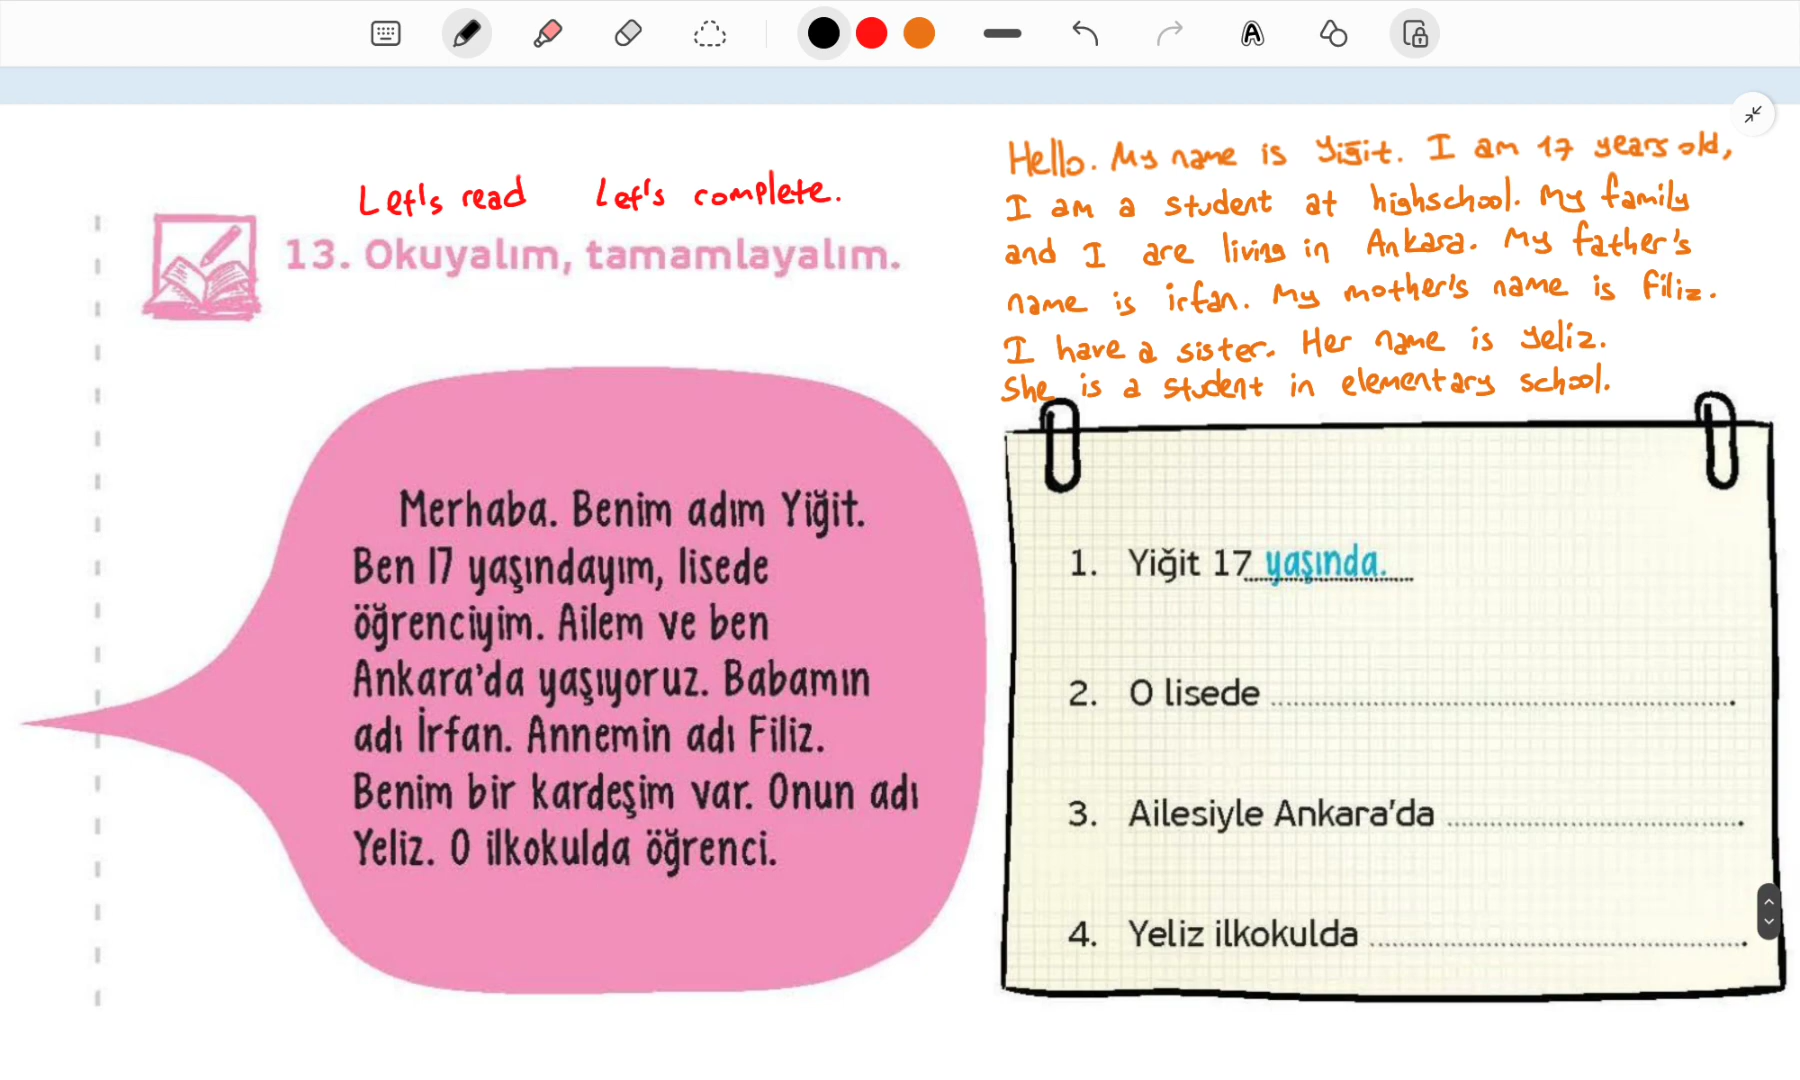 Let's read Let's complete.
13. Okuyalım, tamamlayalım.
Hello. My name is Yiğit. I am 17 years old,
I am a student at highschool. My family
and I are living in Ankara. My father's
name is irfan. My mother's name is Filiz.
I have a sister. Her name is Yeliz.
She is a student in elementary school.
Merhaba. Benim adım Yiğit.
Ben 17 yaşındayım, lisede
öğrenciyim. Ailem ve ben
Ankara'da yaşıyoruz. Babamın
adı İrfan. Annemin adı Filiz.
Benim bir kardeşim var. Onun adı
Yeliz. O ilkokulda öğrenci.
1. Yiğit 17 yaşında.
2. O lisede ........................................ .
3. Ailesiyle Ankara'da ........................................ .
4. Yeliz ilkokulda ........................................ .